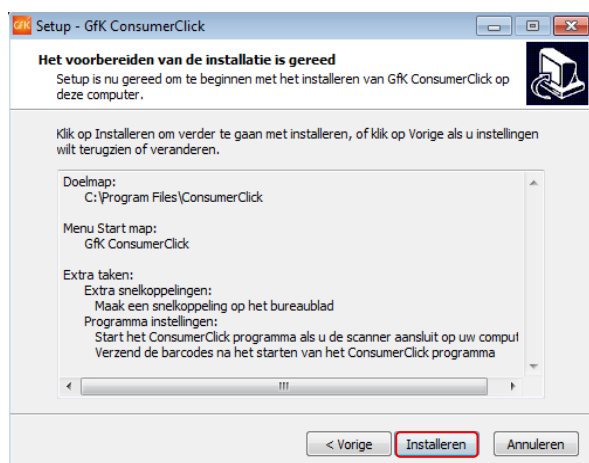 GfK Setup - GfK ConsumerClick
Het voorbereiden van de installatie is gereed
Setup is nu gereed om te beginnen met het installeren van GfK ConsumerClick op
deze computer.
Klik op Installeren om verder te gaan met installeren, of klik op Vorige als u instellingen
wilt terugzien of veranderen.
Doelmap:
C:\Program Files\ConsumerClick
Menu Start map:
GfK ConsumerClick
Extra taken:
Extra snelkoppelingen:
Maak een snelkoppeling op het bureaublad
Programma instellingen:
Start het ConsumerClick programma als u de scanner aansluit op uw comput
Verzend de barcodes na het starten van het ConsumerClick programma
< Vorige Installeren Annuleren